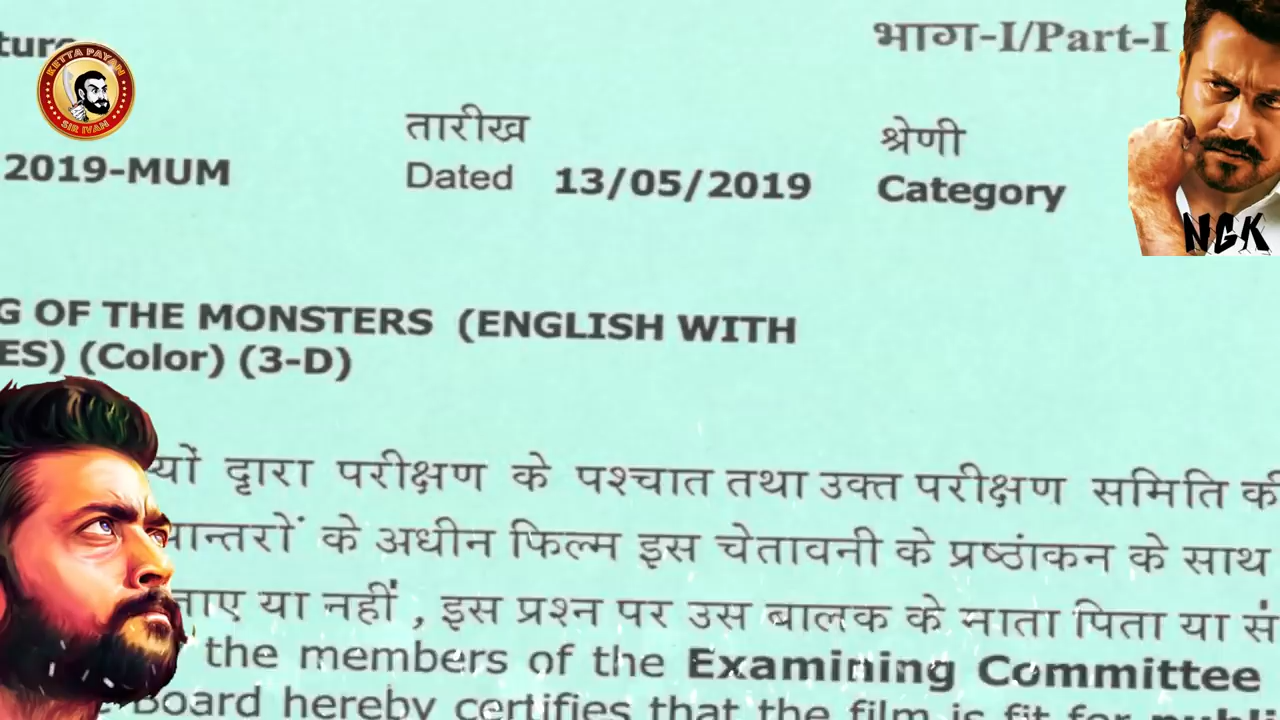 भाग-I/Part-I
KETTA PAYAN
SIR IVAN
तारीख
श्रेणी
2019-MUM
Dated 13/05/2019
Category
NGK
OF THE MONSTERS (ENGLISH WITH
(Color) (3-D)
द्वारा परीक्षण के पश्चात तथा उक्त परीक्षण समिति की
के अधीन फिल्म इस चेतावनी के प्रष्ठांकन के साथ
या नहीं , इस प्रश्न पर उस बालक के माता पिता या
the members of the Examining Committee
Board hereby certifies that the film is fit for